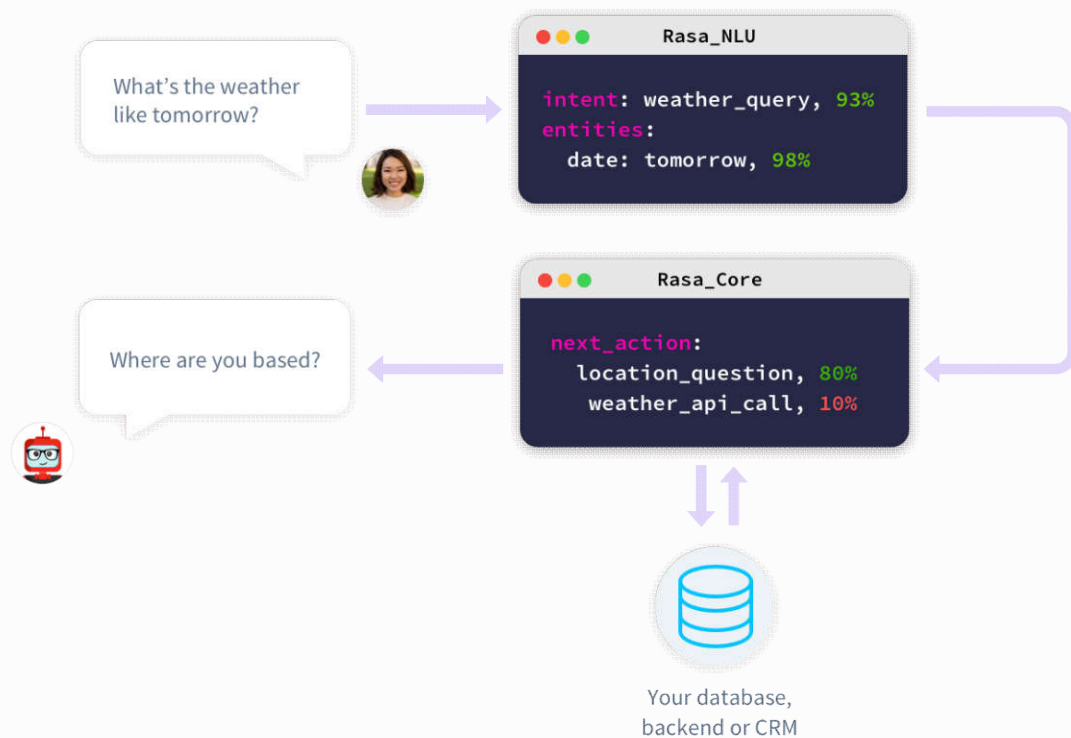 What's the weather
like tomorrow?
Rasa_NLU
intent: weather_query, 93%
entities:
date: tomorrow, 98%
Rasa_Core
next_action:
location_question, 80%
weather_api_call, 10%
Where are you based?
Your database,
backend or CRM